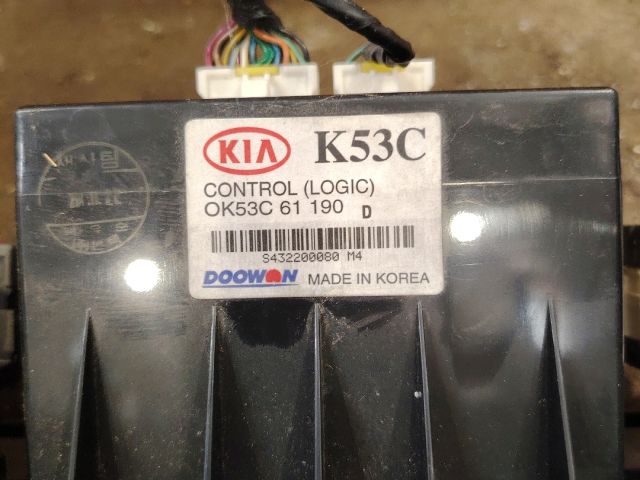 KIA K53C
CONTROL (LOGIC)
OK53C 61 190 D
S432200080 M4
DOOWON MADE IN KOREA